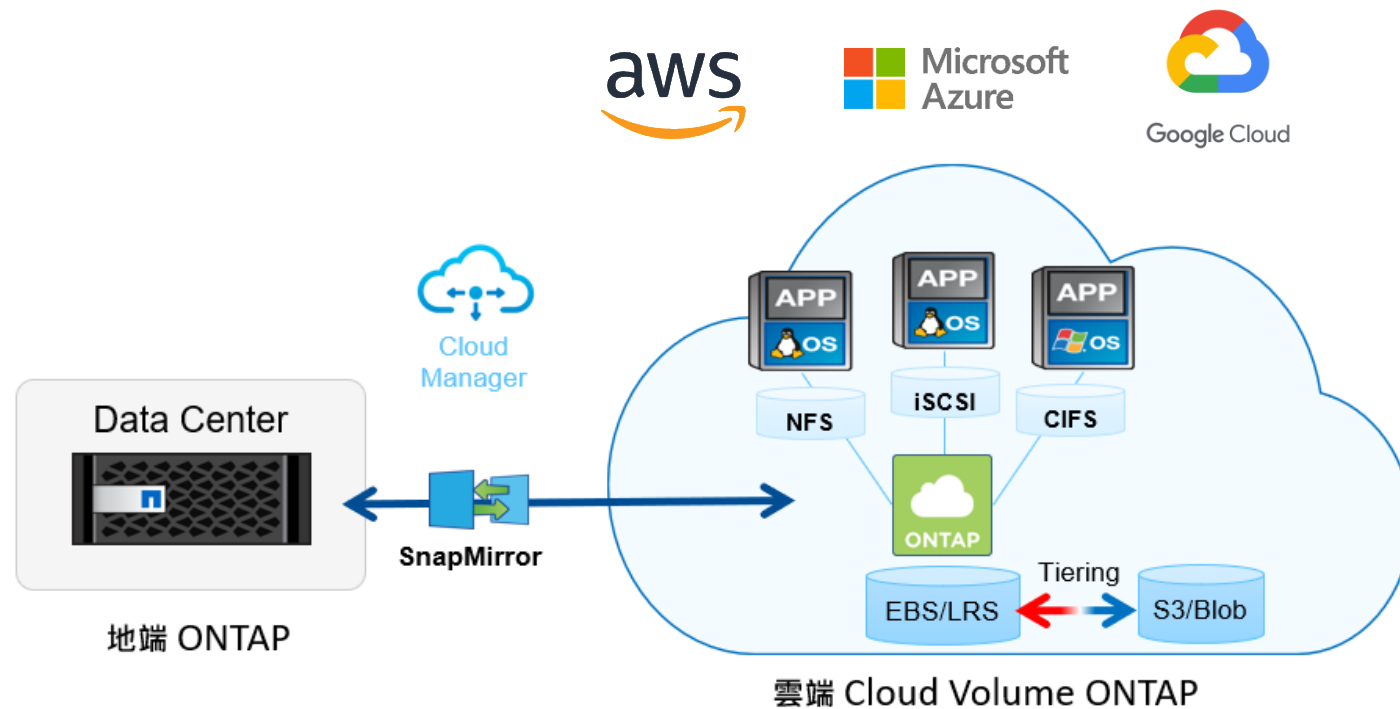 aws
Microsoft
Azure
Google Cloud
Cloud
Manager
Data Center
SnapMirror
地端 ONTAP
APP
OS
APP
OS
APP
OS
NFS
iSCSI
CIFS
ONTAP
EBS/LRS
Tiering
S3/Blob
雲端 Cloud Volume ONTAP